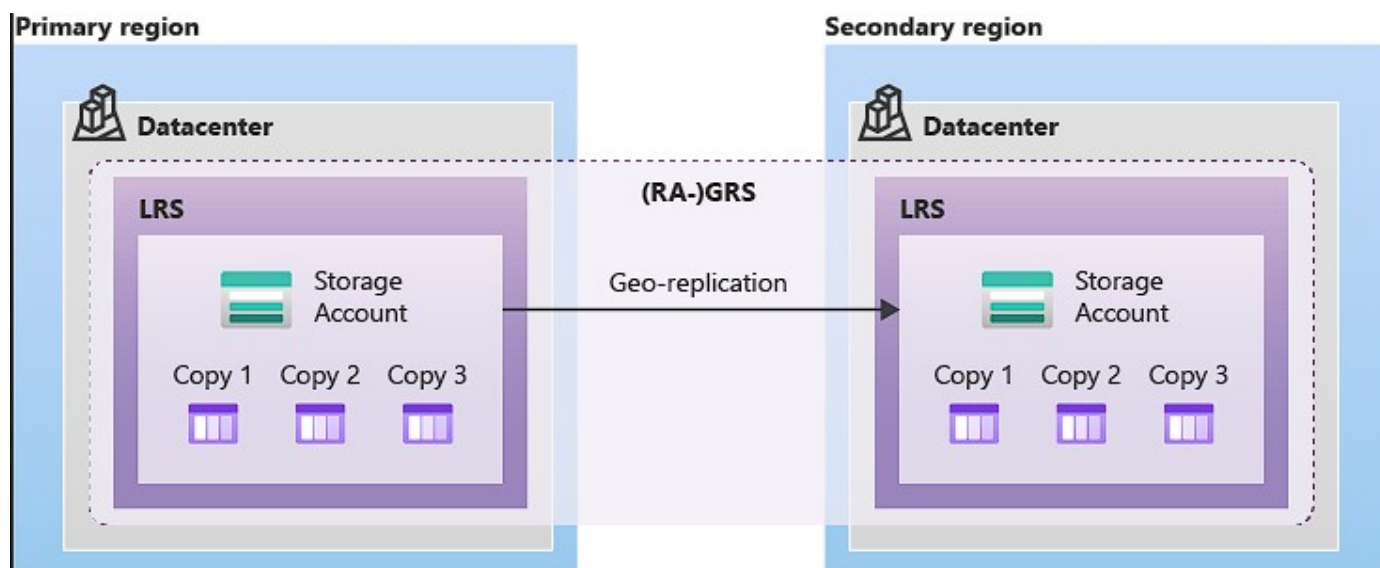 Primary region
Secondary region
Datacenter
Datacenter
(RA-)GRS
LRS
LRS
Storage
Account
Geo-replication
Storage
Account
Copy 1 Copy 2 Copy 3
Copy 1 Copy 2 Copy 3